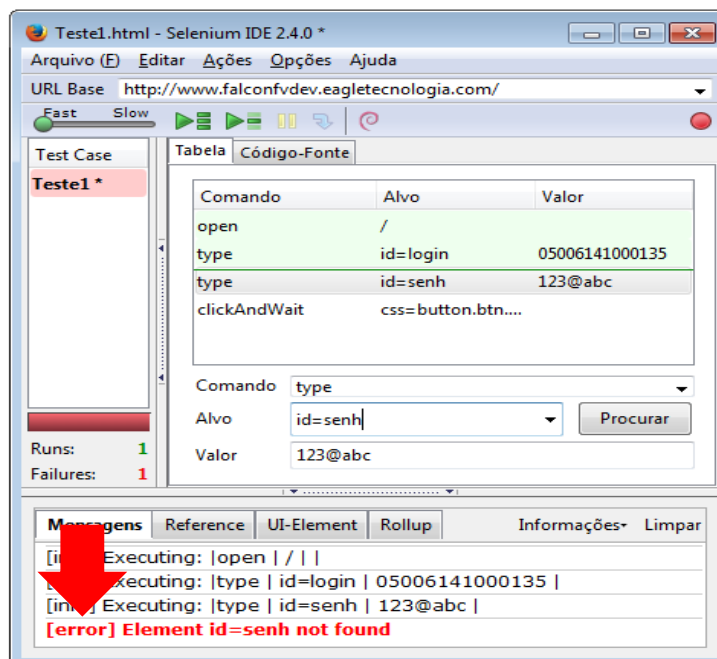 Teste1.html - Selenium IDE 2.4.0 *
Arquivo (F) Editar Ações Opções Ajuda
URL Base http://www.falconfvdev.eagletecnologia.com/
Fast Slow
Test Case
Tabela Código-Fonte
Teste1 *
Comando Alvo Valor
open /
type id=login 05006141000135
type id=senh 123@abc
clickAndWait css=button.btn....
Comando type
Alvo id=senh Procurar
Valor 123@abc
Runs: 1
Failures: 1
Mensagens Reference UI-Element Rollup Informações Limpar
Executing: |open | / | |
Executing: |type | id=login | 05006141000135 |
Executing: |type | id=senh | 123@abc |
[error] Element id=senh not found